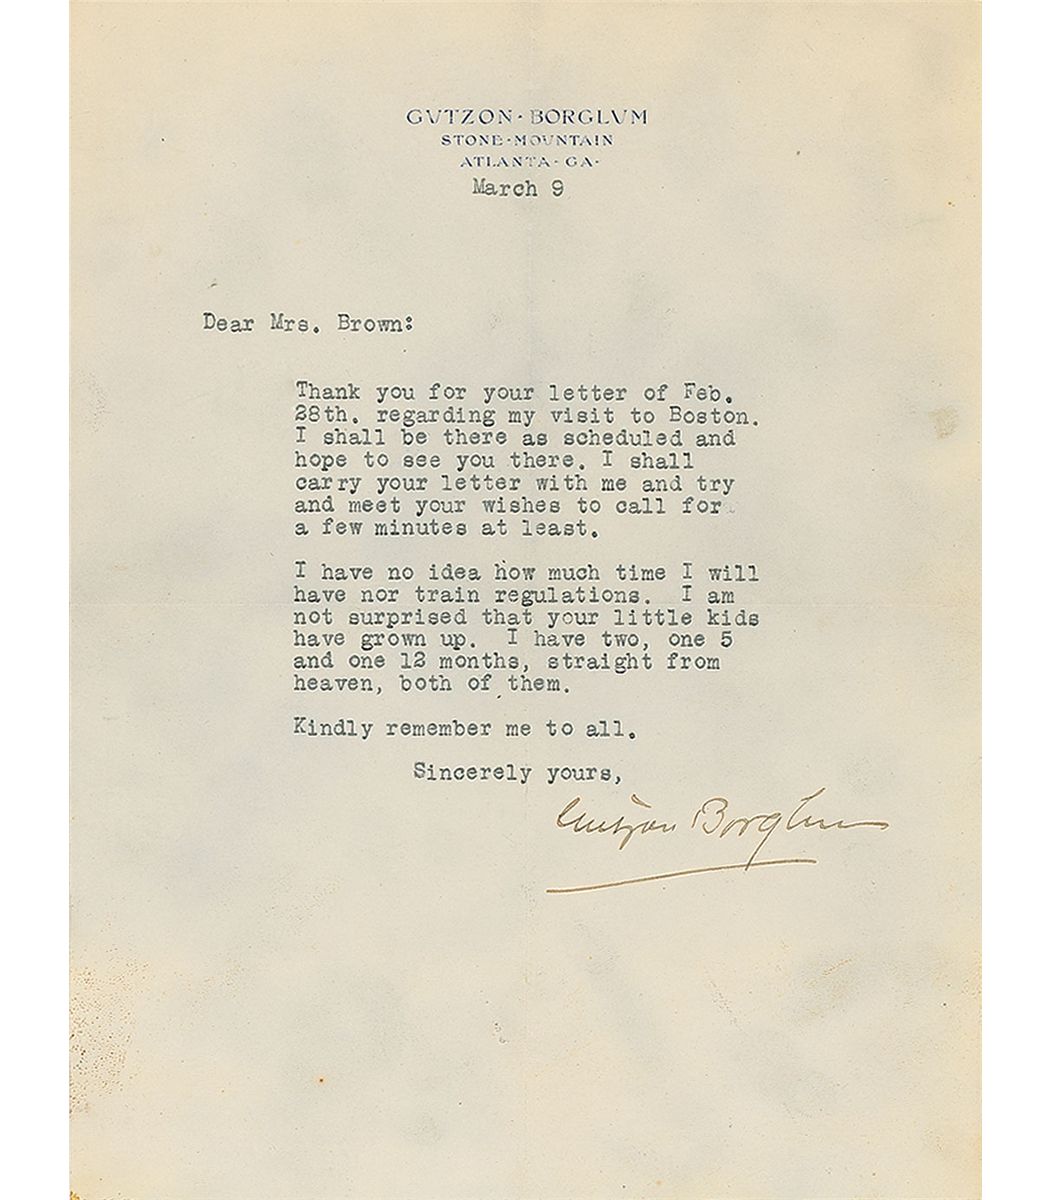 GVTZON · BORGLVM
STONE · MOVNTAIN
ATLANTA · GA ·
March 9
Dear Mrs. Brown:
Thank you for your letter of Feb.
28th. regarding my visit to Boston.
I shall be there as scheduled and
hope to see you there. I shall
carry your letter with me and try
and meet your wishes to call for
a few minutes at least.
I have no idea how much time I will
have nor train regulations. I am
not surprised that your little kids
have grown up. I have two, one 5
and one 12 months, straight from
heaven, both of them.
Kindly remember me to all.
Sincerely yours,
Gutzon Borglum